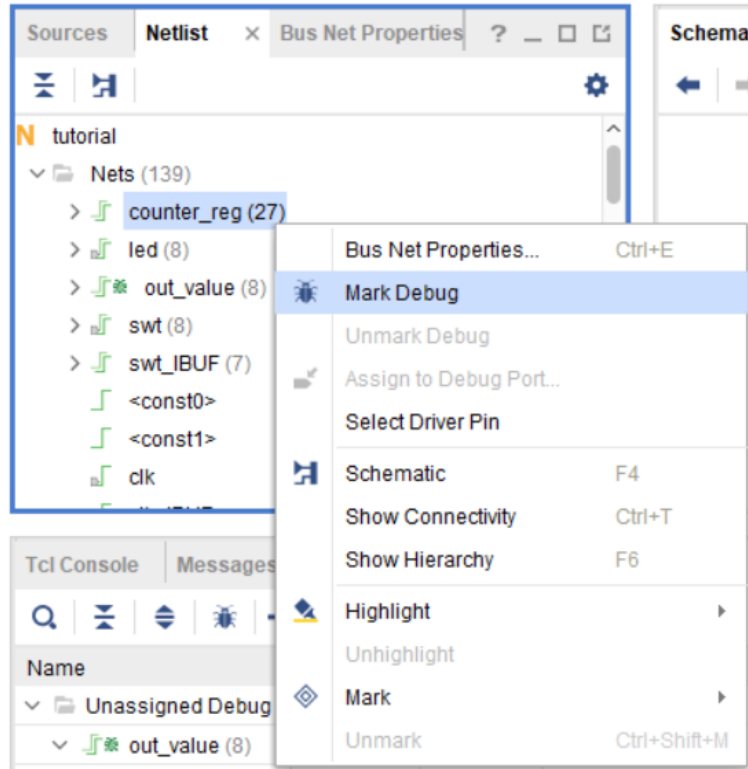 Sources Netlist × Bus Net Properties ? Schema
N tutorial
Nets (139)
counter_reg (27)
led (8)
out_value (8)
swt (8)
swt_IBUF (7)
<const0>
<const1>
clk
Bus Net Properties... Ctrl+E
Mark Debug
Unmark Debug
Assign to Debug Port...
Select Driver Pin
Schematic F4
Show Connectivity Ctrl+T
Show Hierarchy F6
Highlight
Unhighlight
Mark
Unmark Ctrl+Shift+M
Tcl Console Messages
Name
Unassigned Debug
out_value (8)